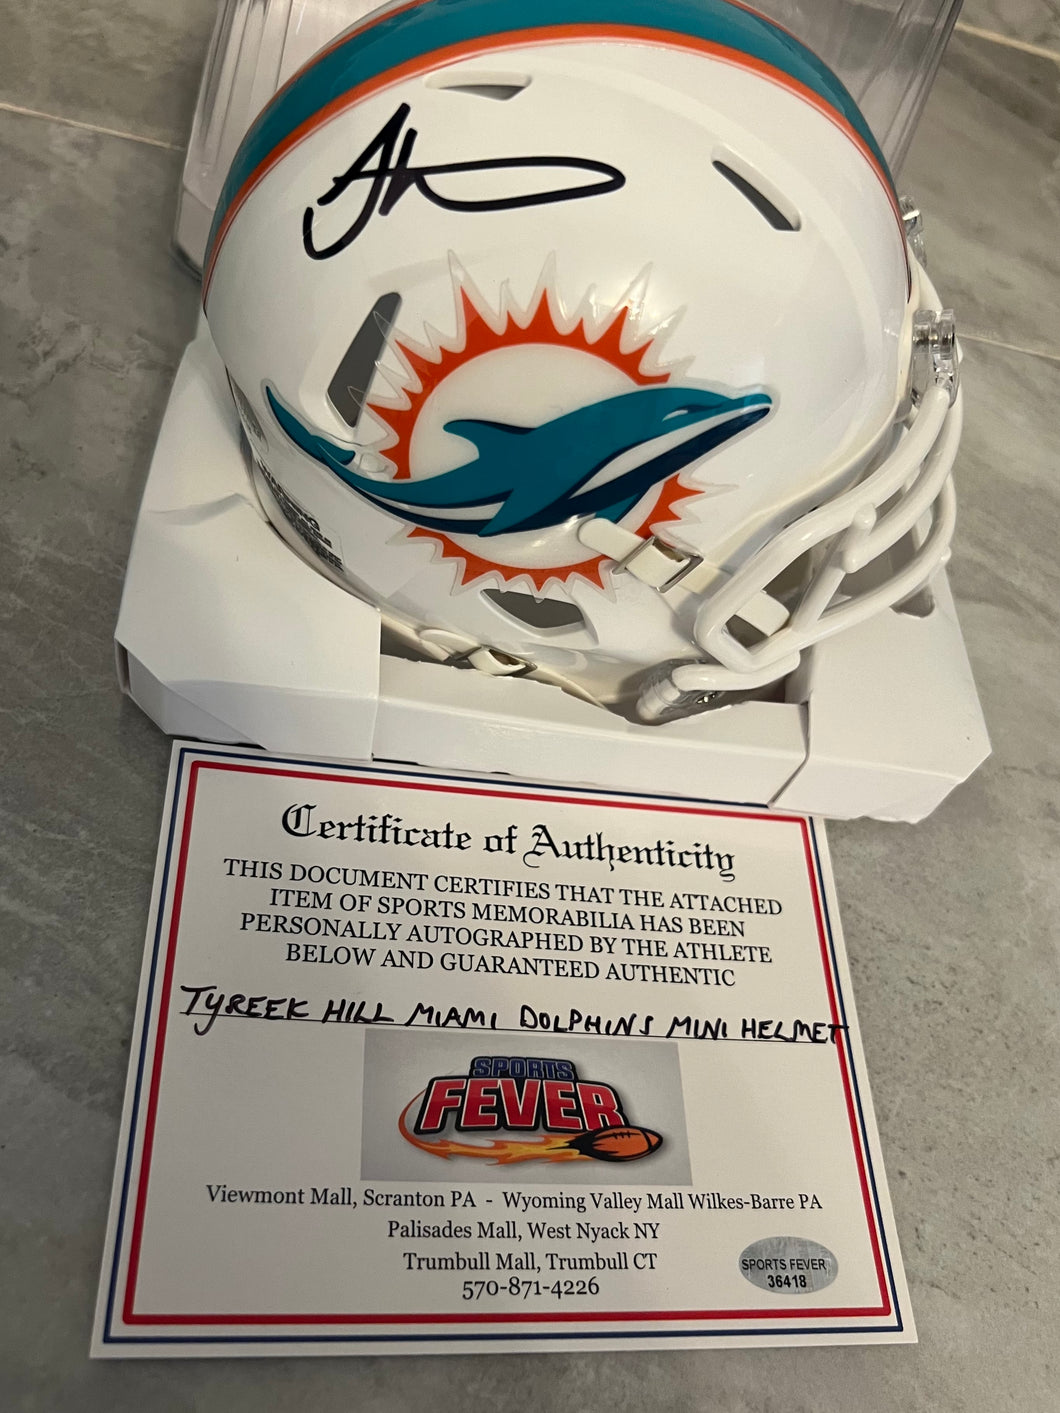 Certificate of Authenticity
THIS DOCUMENT CERTIFIES THAT THE ATTACHED
ITEM OF SPORTS MEMORABILIA HAS BEEN
PERSONALLY AUTOGRAPHED BY THE ATHLETE
BELOW AND GUARANTEED AUTHENTIC
TYREEK HILL MIAMI DOLPHINS MINI HELMET
SPORTS
FEVER
Viewmont Mall, Scranton PA - Wyoming Valley Mall Wilkes-Barre PA
Palisades Mall, West Nyack NY
Trumbull Mall, Trumbull CT
570-871-4226
SPORTS FEVER
36418